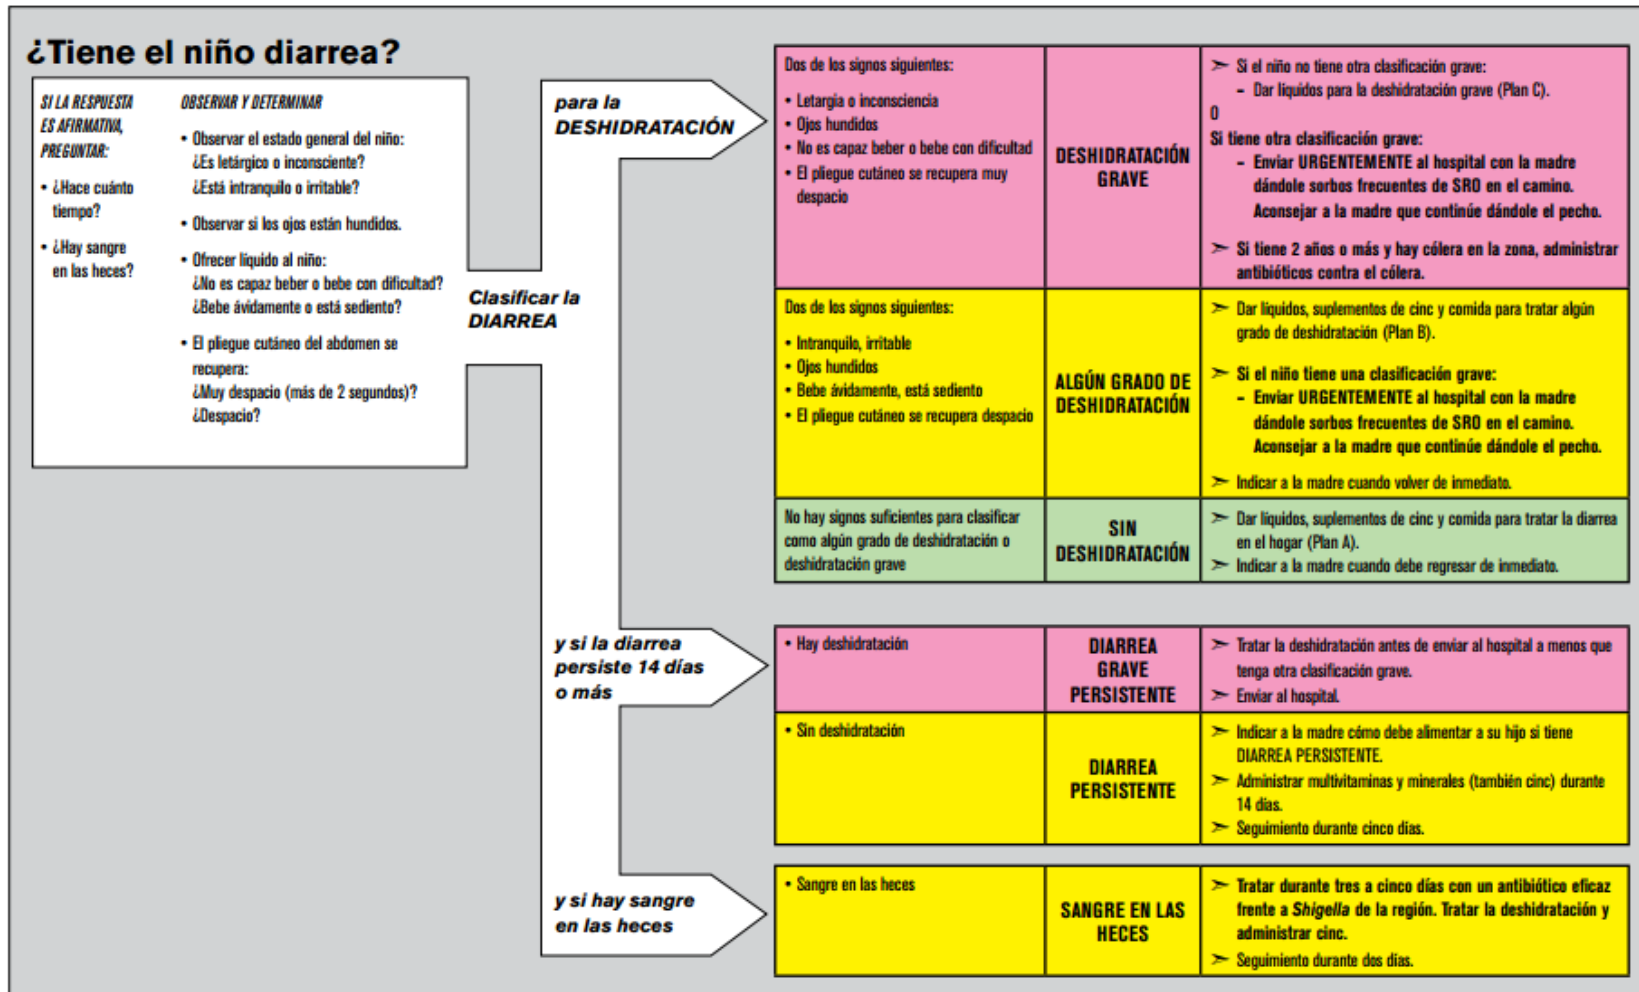 ¿Tiene el niño diarrea?
SI LA RESPUESTA
ES AFIRMATIVA,
PREGUNTAR:
• ¿Hace cuánto
tiempo?
• ¿Hay sangre
en las heces?
OBSERVAR Y DETERMINAR
• Observar el estado general del niño:
¿Es letárgico o inconsciente?
¿Está intranquilo o irritable?
• Observar si los ojos están hundidos.
• Ofrecer líquido al niño:
¿No es capaz beber o bebe con dificultad?
¿Bebe ávidamente o está sediento?
• El pliegue cutáneo del abdomen se
recupera:
¿Muy despacio (más de 2 segundos)?
¿Despacio?
Clasificar la
DIARREA
para la
DESHIDRATACIÓN
Dos de los signos siguientes:
• Letargia o inconsciencia
• Ojos hundidos
• No es capaz beber o bebe con dificultad
• El pliegue cutáneo se recupera muy
despacio
DESHIDRATACIÓN
GRAVE
➣ Si el niño no tiene otra clasificación grave:
– Dar líquidos para la deshidratación grave (Plan C).
O
Si tiene otra clasificación grave:
– Enviar URGENTEMENTE al hospital con la madre
dándole sorbos frecuentes de SRO en el camino.
Aconsejar a la madre que continúe dándole el pecho.
➣ Si tiene 2 años o más y hay cólera en la zona, administrar
antibióticos contra el cólera.
Dos de los signos siguientes:
• Intranquilo, irritable
• Ojos hundidos
• Bebe ávidamente, está sediento
• El pliegue cutáneo se recupera despacio
ALGÚN GRADO DE
DESHIDRATACIÓN
➣ Dar líquidos, suplementos de cinc y comida para tratar algún
grado de deshidratación (Plan B).
➣ Si el niño tiene una clasificación grave:
– Enviar URGENTEMENTE al hospital con la madre
dándole sorbos frecuentes de SRO en el camino.
Aconsejar a la madre que continúe dándole el pecho.
➣ Indicar a la madre cuando volver de inmediato.
No hay signos suficientes para clasificar
como algún grado de deshidratación o
deshidratación grave
SIN
DESHIDRATACIÓN
➣ Dar líquidos, suplementos de cinc y comida para tratar la diarrea
en el hogar (Plan A).
➣ Indicar a la madre cuando debe regresar de inmediato.
y si la diarrea
persiste 14 días
o más
• Hay deshidratación
DIARREA
GRAVE
PERSISTENTE
➣ Tratar la deshidratación antes de enviar al hospital a menos que
tenga otra clasificación grave.
➣ Enviar al hospital.
• Sin deshidratación
DIARREA
PERSISTENTE
➣ Indicar a la madre cómo debe alimentar a su hijo si tiene
DIARREA PERSISTENTE.
➣ Administrar multivitaminas y minerales (también cinc) durante
14 días.
➣ Seguimiento durante cinco días.
y si hay sangre
en las heces
• Sangre en las heces
SANGRE EN LAS
HECES
➣ Tratar durante tres a cinco días con un antibiótico eficaz
frente a Shigella de la región. Tratar la deshidratación y
administrar cinc.
➣ Seguimiento durante dos días.